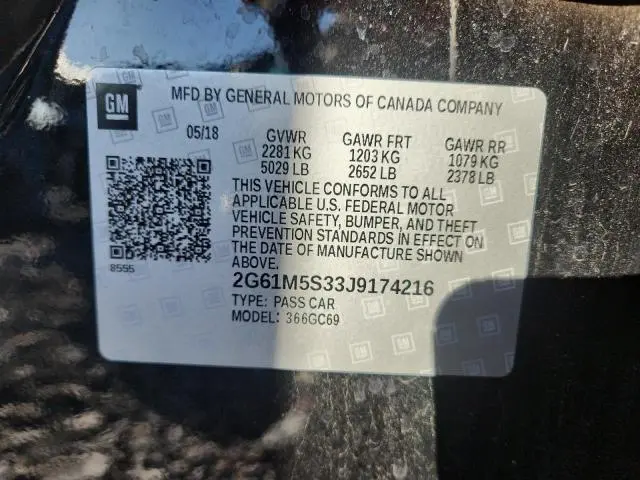 GM
MFD BY GENERAL MOTORS OF CANADA COMPANY
05/18 GVWR GAWR FRT GAWR RR
2281 KG 1203 KG 1079 KG
5029 LB 2652 LB 2378 LB
THIS VEHICLE CONFORMS TO ALL
APPLICABLE U.S. FEDERAL MOTOR
VEHICLE SAFETY, BUMPER, AND THEFT
PREVENTION STANDARDS IN EFFECT ON
THE DATE OF MANUFACTURE SHOWN
ABOVE.
8555
2G61M5S33J9174216
TYPE: PASS CAR
MODEL: 366GC69